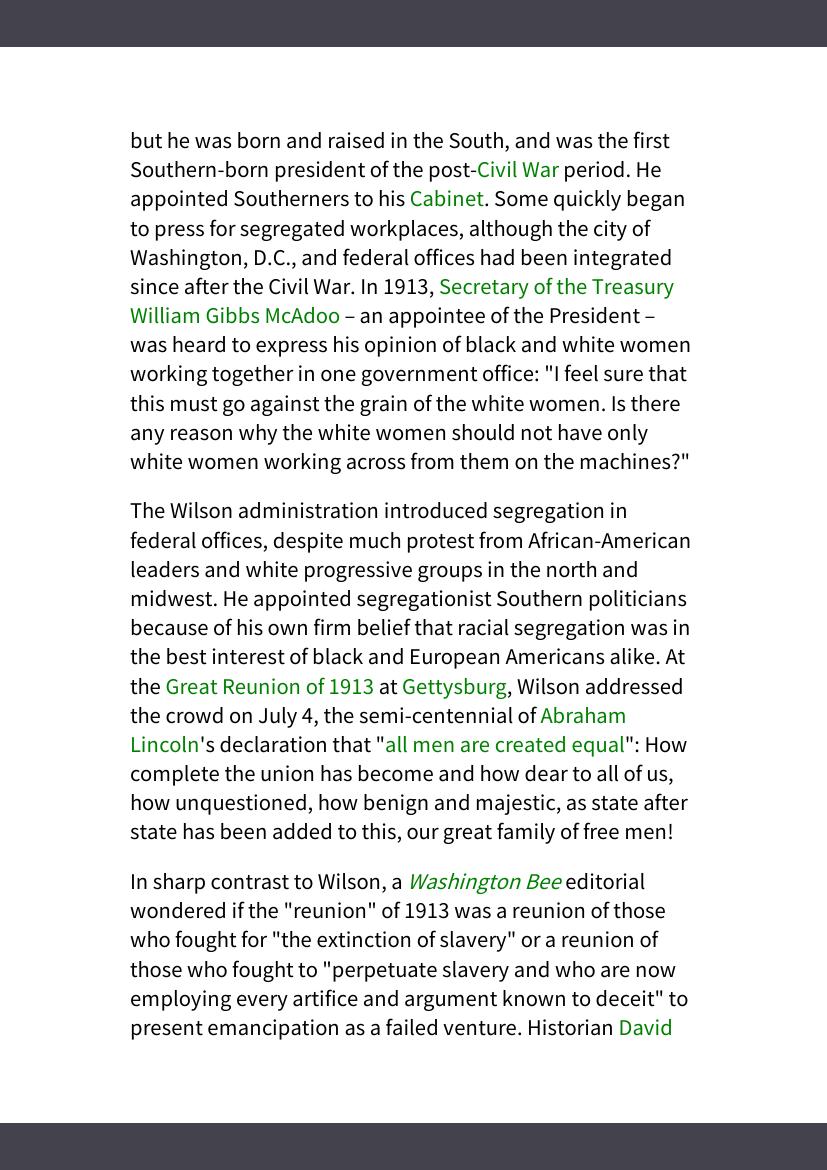 but he was born and raised in the South, and was the first
Southern-born president of the post-Civil War period. He
appointed Southerners to his Cabinet. Some quickly began
to press for segregated workplaces, although the city of
Washington, D.C., and federal offices had been integrated
since after the Civil War. In 1913, Secretary of the Treasury
William Gibbs McAdoo – an appointee of the President –
was heard to express his opinion of black and white women
working together in one government office: "I feel sure that
this must go against the grain of the white women. Is there
any reason why the white women should not have only
white women working across from them on the machines?"
The Wilson administration introduced segregation in
federal offices, despite much protest from African-American
leaders and white progressive groups in the north and
midwest. He appointed segregationist Southern politicians
because of his own firm belief that racial segregation was in
the best interest of black and European Americans alike. At
the Great Reunion of 1913 at Gettysburg, Wilson addressed
the crowd on July 4, the semi-centennial of Abraham
Lincoln's declaration that "all men are created equal": How
complete the union has become and how dear to all of us,
how unquestioned, how benign and majestic, as state after
state has been added to this, our great family of free men!
In sharp contrast to Wilson, a Washington Bee editorial
wondered if the "reunion" of 1913 was a reunion of those
who fought for "the extinction of slavery" or a reunion of
those who fought to "perpetuate slavery and who are now
employing every artifice and argument known to deceit" to
present emancipation as a failed venture. Historian David